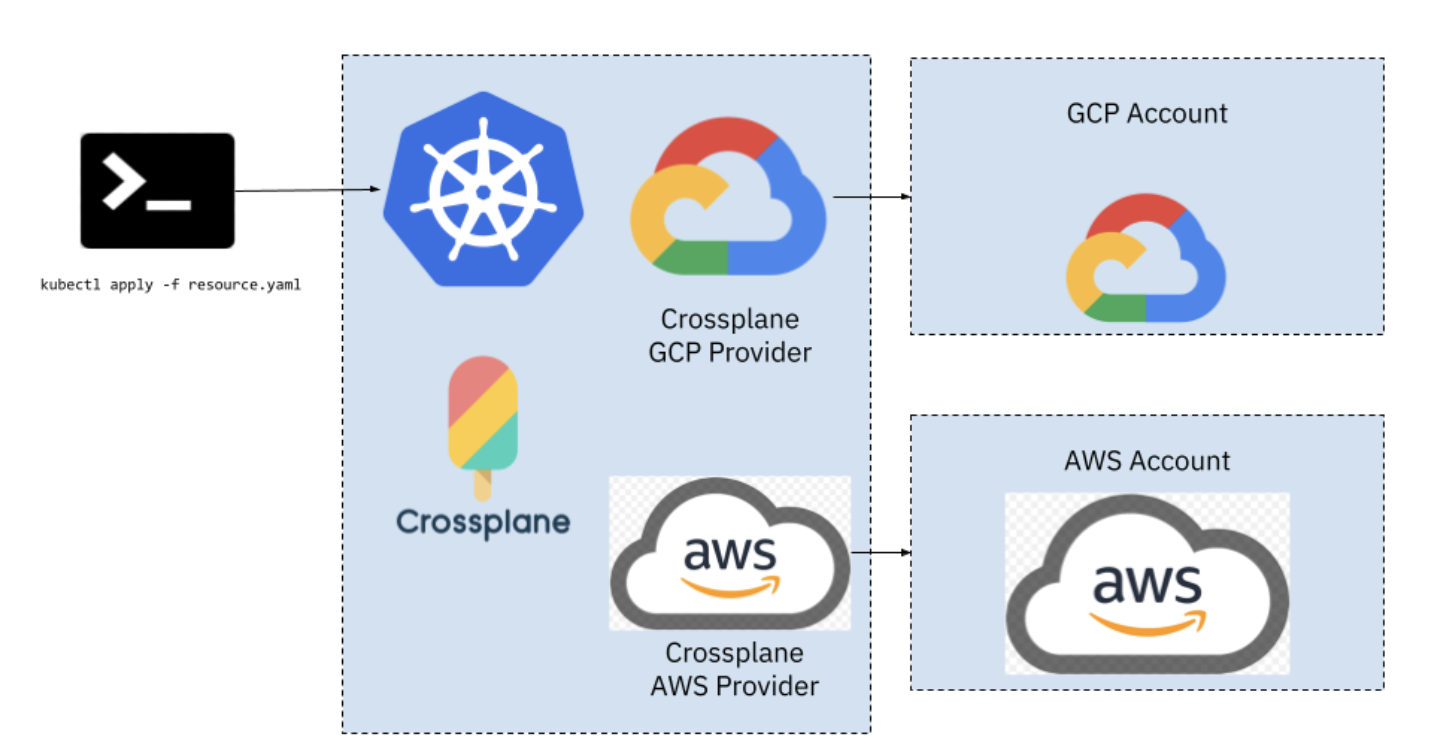 >_
kubectl apply -f resource.yaml
Crossplane
GCP Provider
Crossplane
aws
Crossplane
AWS Provider
GCP Account
AWS Account
aws